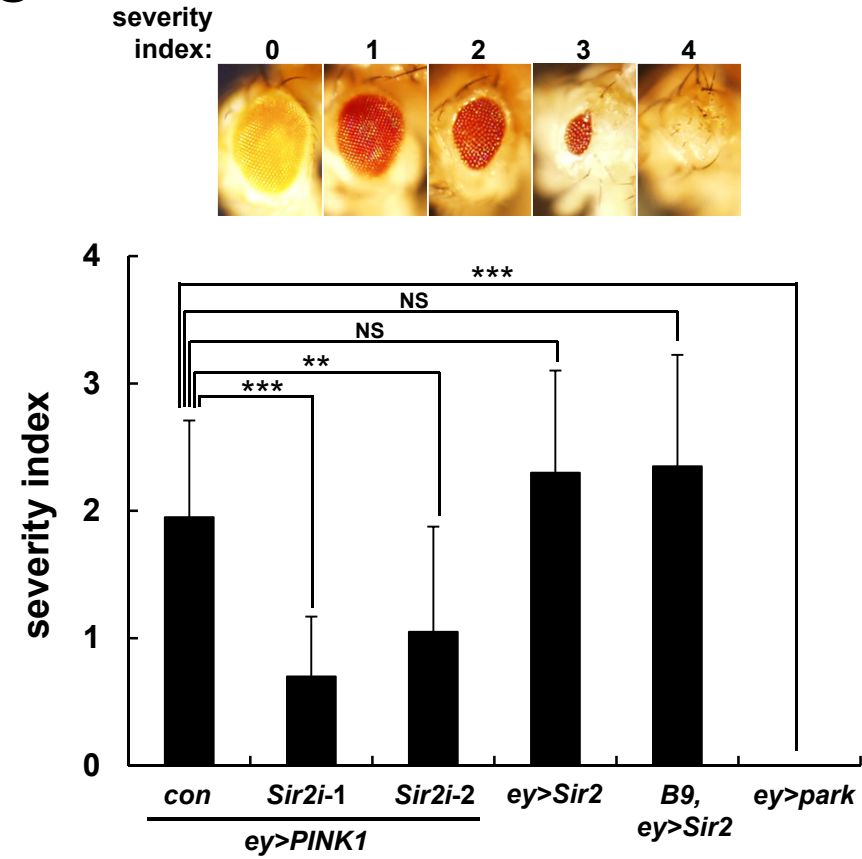 severity
index: 0 1 2 3 4
4
***
NS
NS
**
3
***
severity index
2
1
0
con Sir2i-1 Sir2i-2 ey>Sir2 B9, ey>park
ey>Sir2
ey>PINK1